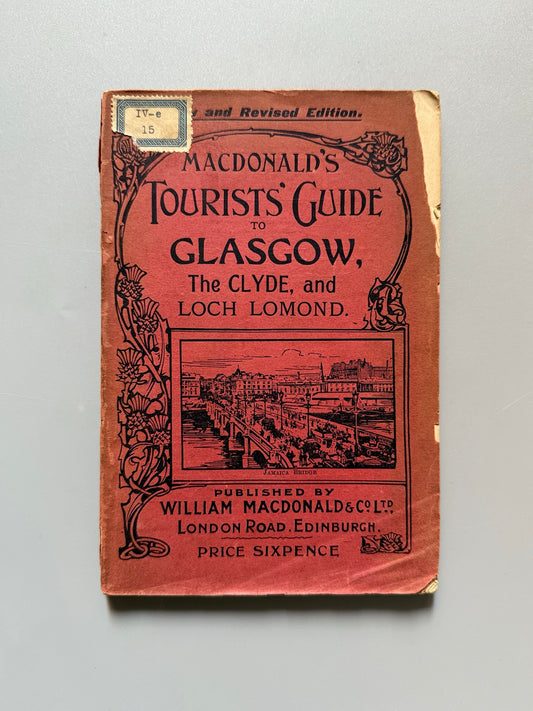 IV-e
15
and Revised Edition.
MACDONALD'S
TOURISTS' GUIDE
TO
GLASGOW,
The CLYDE, and
LOCH LOMOND.
JAMAICA BRIDGE
PUBLISHED BY
WILLIAM MACDONALD & CO LTD,
LONDON ROAD. EDINBURGH.
PRICE SIXPENCE